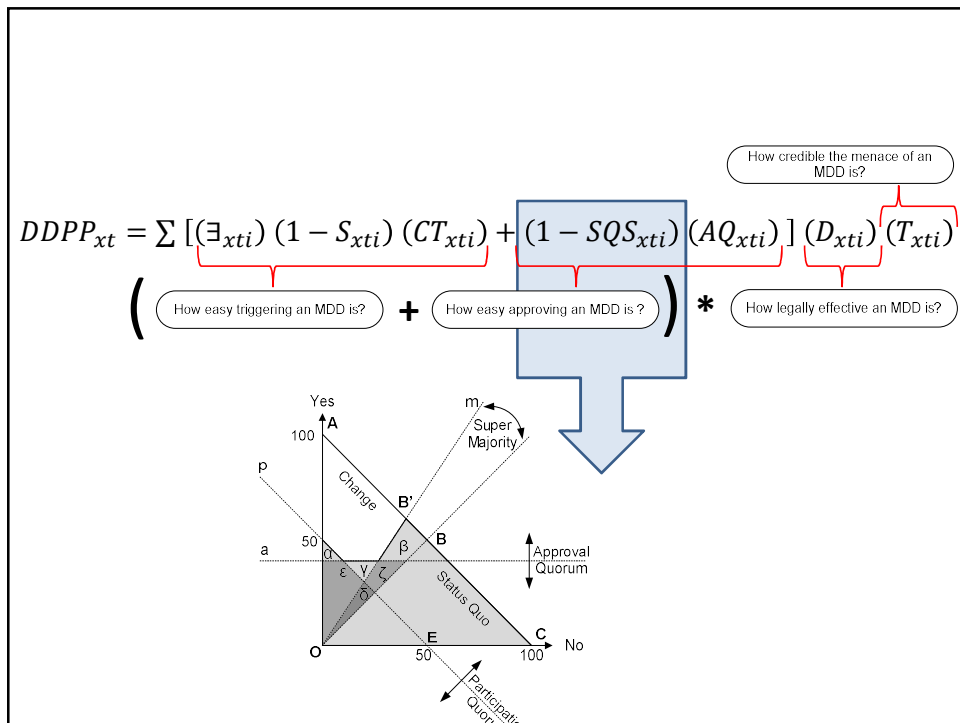 How credible the menace of an
MDD is?
DDPP_xt = ∑ [(∃_xti) (1 − S_xti) (CT_xti) + (1 − SQS_xti) (AQ_xti) ] (D_xti) (T_xti)
( How easy triggering an MDD is? + How easy approving an MDD is ? ) * How legally effective an MDD is?
Yes
A
100
m
Super
Majority
p
Change
B’
50
B
a
α
β
Approval
Quorum
ε
γ
ζ
δ
Status Quo
O
E
C
50
100
No
Participatio
Quoru